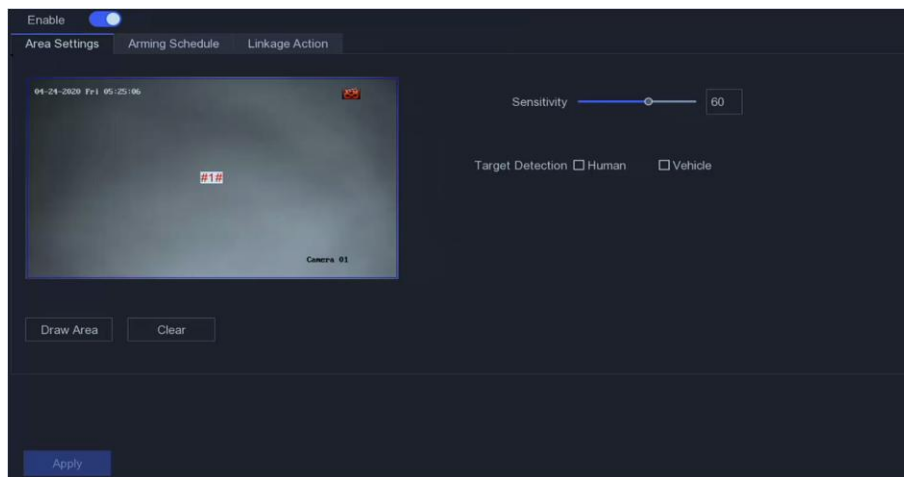 Enable
Area Settings Arming Schedule Linkage Action
04-24-2020 Fri 05:25:06
Sensitivity 60
Target Detection Human Vehicle
#1#
Camera 01
Draw Area Clear
Apply